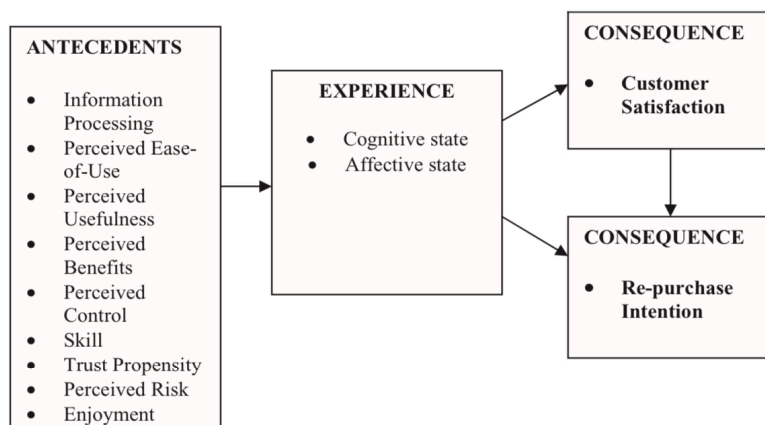 ANTECEDENTS
• Information
Processing
• Perceived Ease-
of-Use
• Perceived
Usefulness
• Perceived
Benefits
• Perceived
Control
• Skill
• Trust Propensity
• Perceived Risk
• Enjoyment
EXPERIENCE
• Cognitive state
• Affective state
CONSEQUENCE
• Customer
Satisfaction
CONSEQUENCE
• Re-purchase
Intention